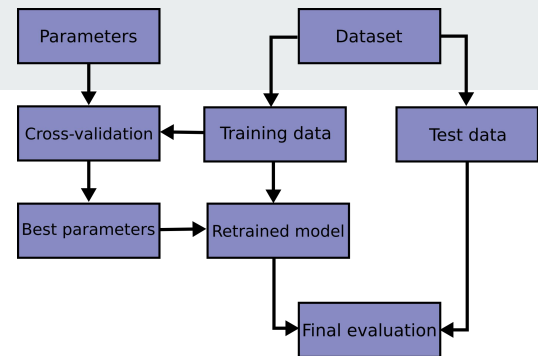 Parameters
Dataset
Cross-validation
Training data
Test data
Best parameters
Retrained model
Final evaluation